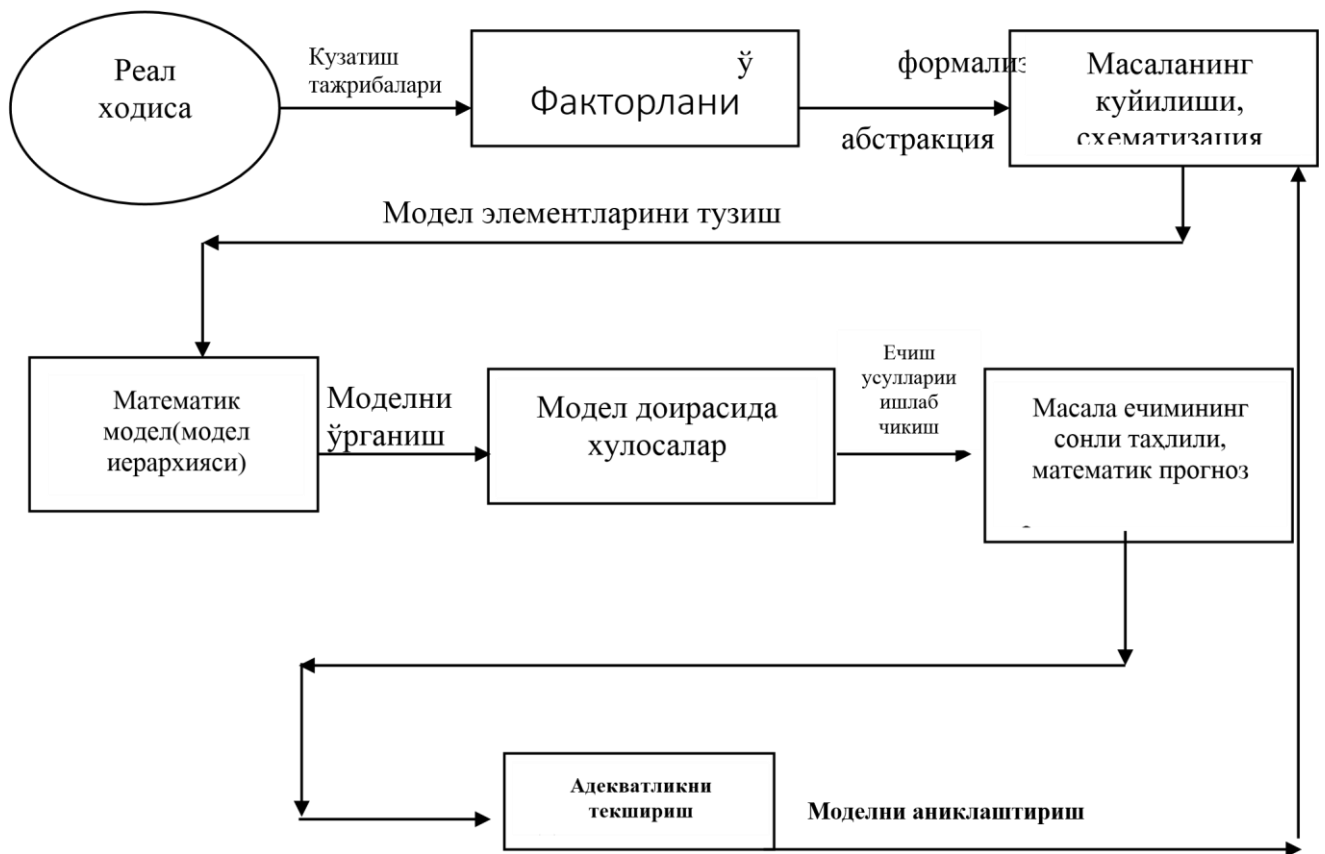 Реал
ходиса
Кузатиш
тажрибалари
ў
Факторлани
формализ
абстракция
Масаланинг
куйилиши,
схематизация
Модел элементларини тузиш
Математик
модел(модел
иерархияси)
Моделни
ўрганиш
Модел доирасида
хулосалар
Ечиш
усулларии
ишлаб
чикиш
Масала ечимининг
сонли таҳлили,
математик прогноз
Адекватликни
текшириш
Моделни аниклаштириш